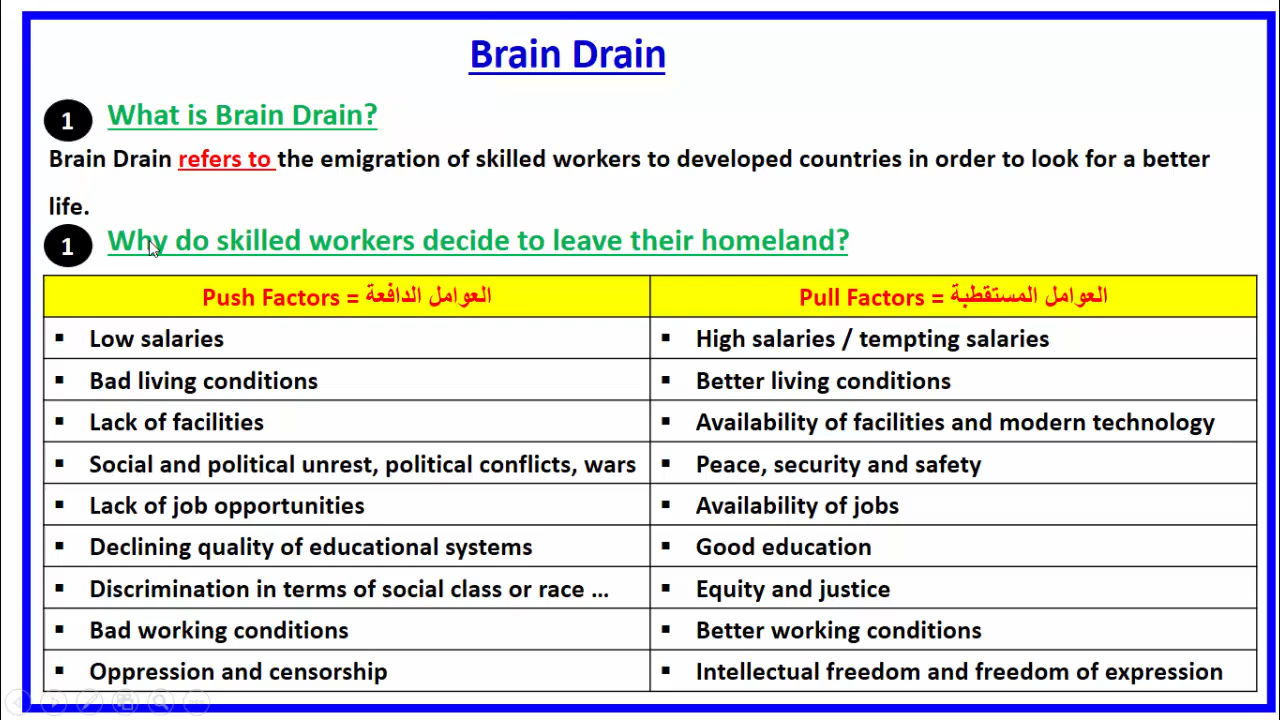 Brain Drain
1 What is Brain Drain?
Brain Drain refers to the emigration of skilled workers to developed countries in order to look for a better
life.
1 Why do skilled workers decide to leave their homeland?
Push Factors = العوامل الدافعة
Pull Factors = العوامل المستقطبة
▪ Low salaries
▪ High salaries / tempting salaries
▪ Bad living conditions
▪ Better living conditions
▪ Lack of facilities
▪ Availability of facilities and modern technology
▪ Social and political unrest, political conflicts, wars
▪ Peace, security and safety
▪ Lack of job opportunities
▪ Availability of jobs
▪ Declining quality of educational systems
▪ Good education
▪ Discrimination in terms of social class or race ...
▪ Equity and justice
▪ Bad working conditions
▪ Better working conditions
▪ Oppression and censorship
▪ Intellectual freedom and freedom of expression